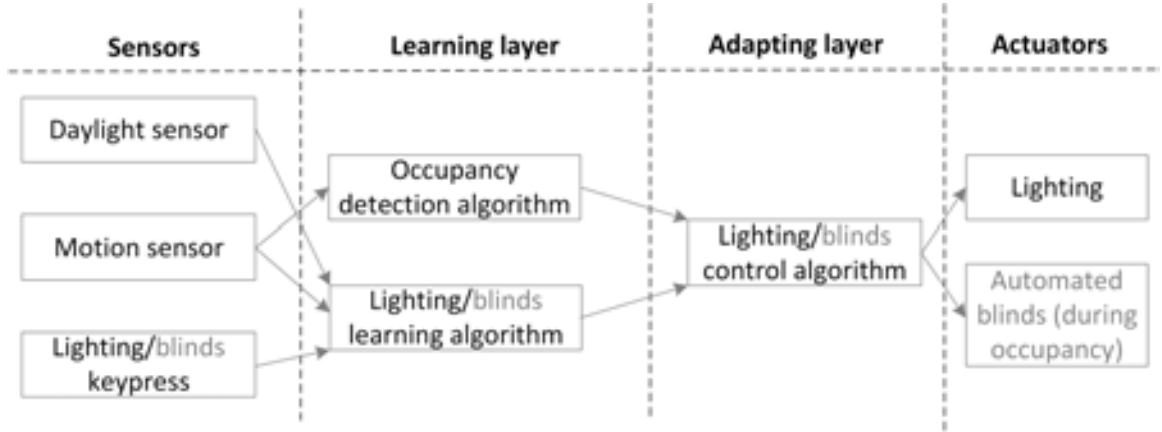 Sensors
Learning layer
Adapting layer
Actuators
Daylight sensor
Motion sensor
Lighting/blinds
keypress
Occupancy
detection algorithm
Lighting/blinds
learning algorithm
Lighting/blinds
control algorithm
Lighting
Automated
blinds (during
occupancy)